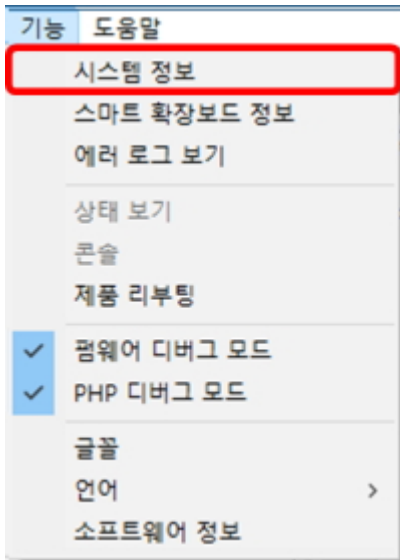 기능 도움말
시스템 정보
스마트 확장보드 정보
에러 로그 보기
상태 보기
콘솔
제품 리부팅
펌웨어 디버그 모드
PHP 디버그 모드
글꼴
언어
소프트웨어 정보